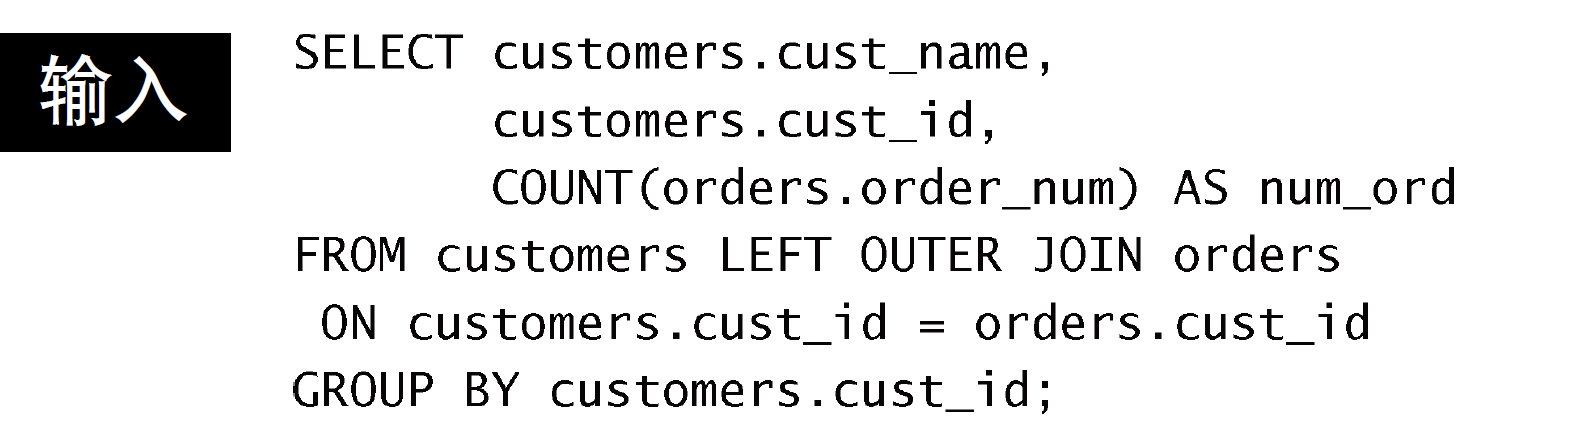 输入
SELECT customers.cust_name,
customers.cust_id,
COUNT(orders.order_num) AS num_ord
FROM customers LEFT OUTER JOIN orders
ON customers.cust_id = orders.cust_id
GROUP BY customers.cust_id;